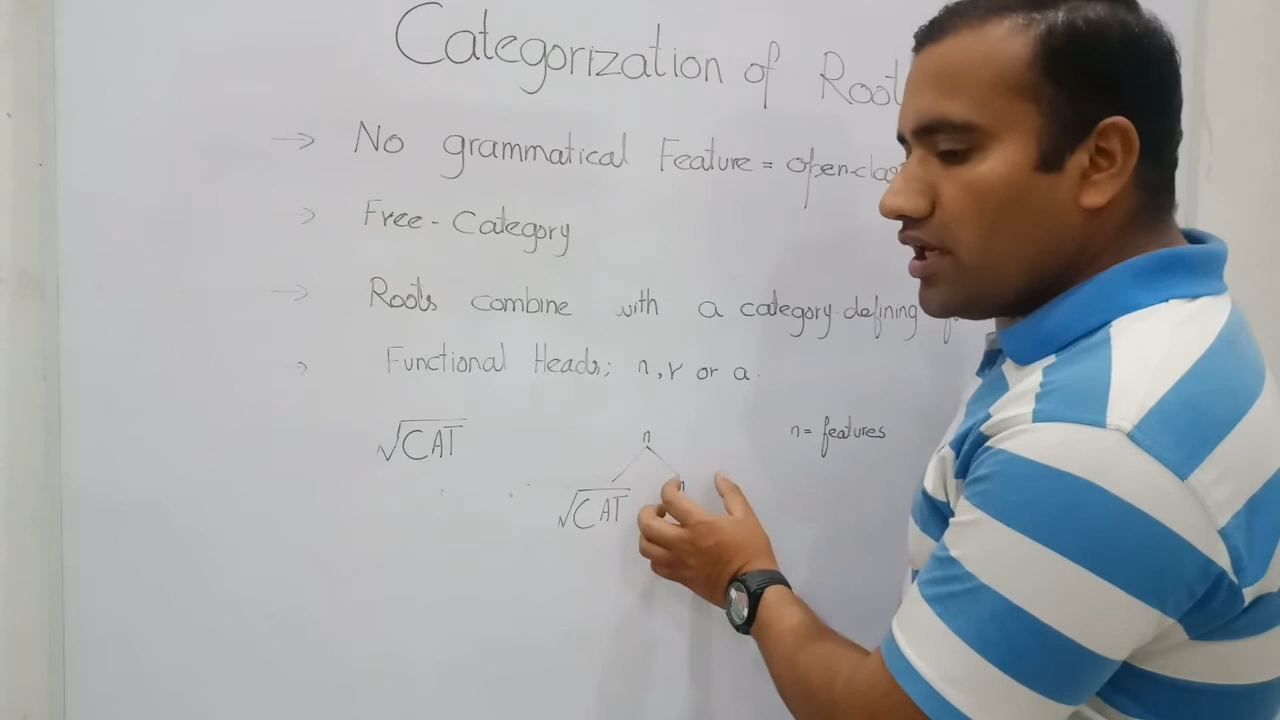 Categorization of Root
→ No grammatical Feature = open-clas
→ Free - Category
→ Roots combine with a category-defining
→ Functional Heads; n, v or a.
√CAT
n
n = features
√CAT n